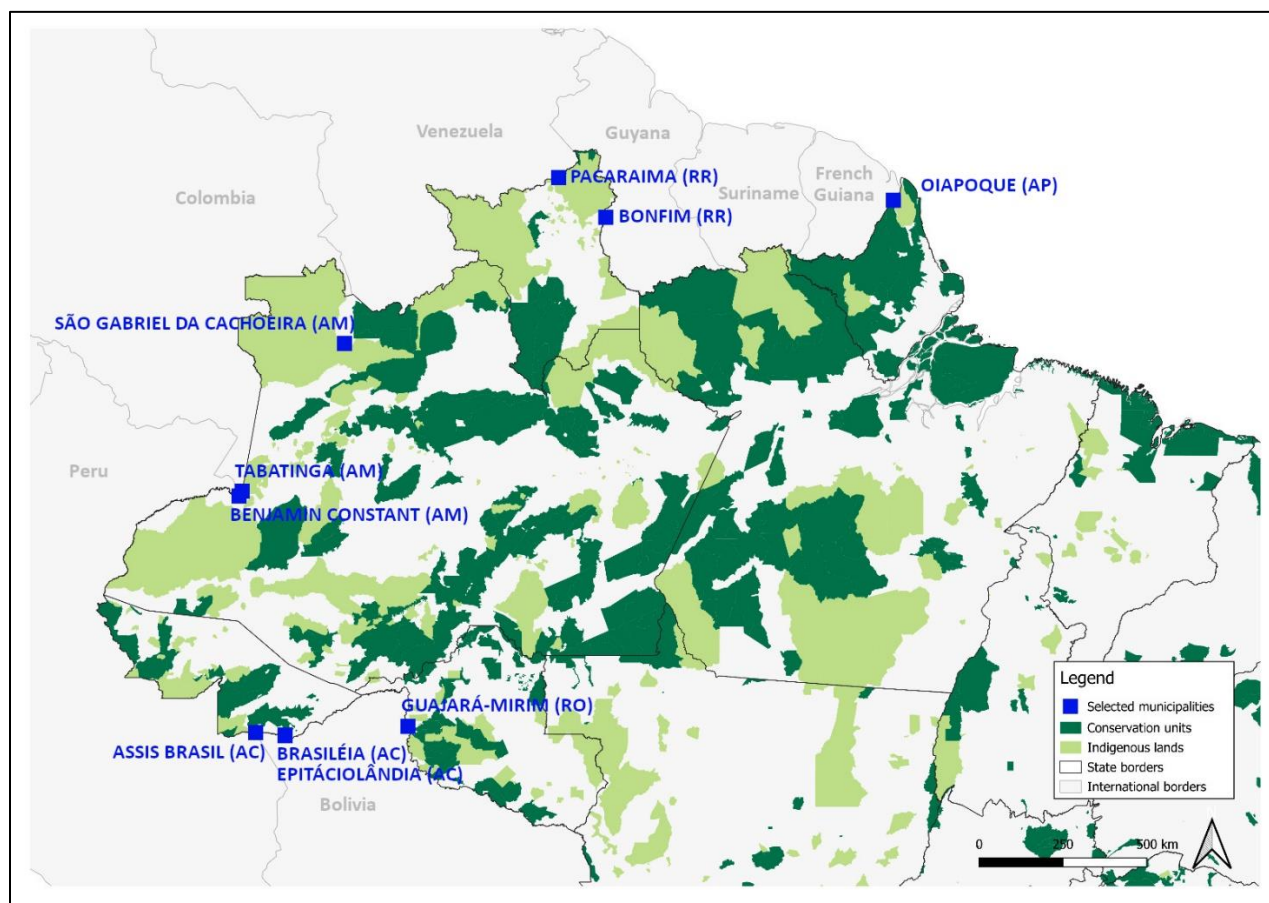 Venezuela
Guyana
Colombia
PACARAIMA (RR)
French
Guiana
OIAPOQUE (AP)
Suriname
BONFIM (RR)
SÃO GABRIEL DA CACHOEIRA (AM)
Peru
TABATINGA (AM)
BENJAMIN CONSTANT (AM)
GUAJARÁ-MIRIM (RO)
ASSIS BRASIL (AC)
BRASILÉIA (AC)
EPITÁCIOLÂNDIA (AC)
Bolivia
Legend
Selected municipalities
Conservation units
Indigenous lands
State borders
International borders
0 250 500 km